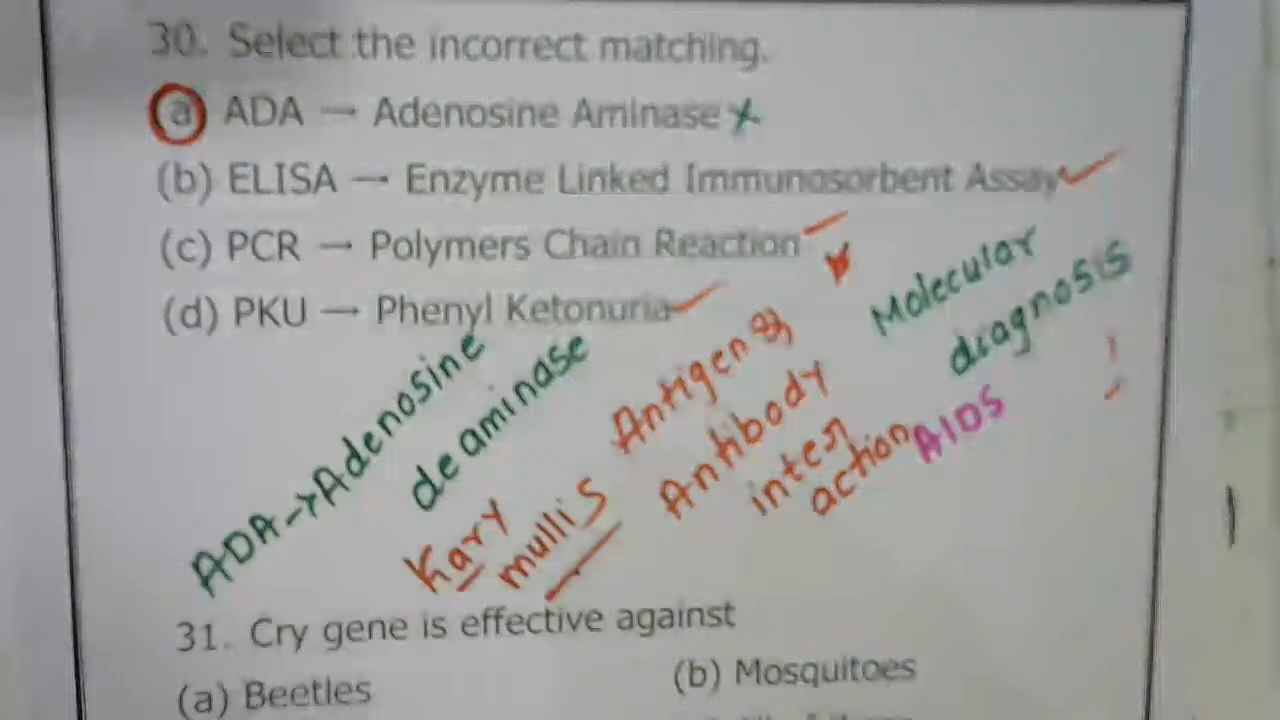 30. Select the incorrect matching.
(a) ADA → Adenosine Aminase ✗
(b) ELISA → Enzyme Linked Immunosorbent Assay ✓
(c) PCR → Polymers Chain Reaction
(d) PKU → Phenyl Ketonuria ✓
ADA → Adenosine
deaminase
Kary
mullis
Antigen &
Antibody
inter
action
Molecular
diagnosis
AIDS
31. Cry gene is effective against
(a) Beetles
(b) Mosquitoes